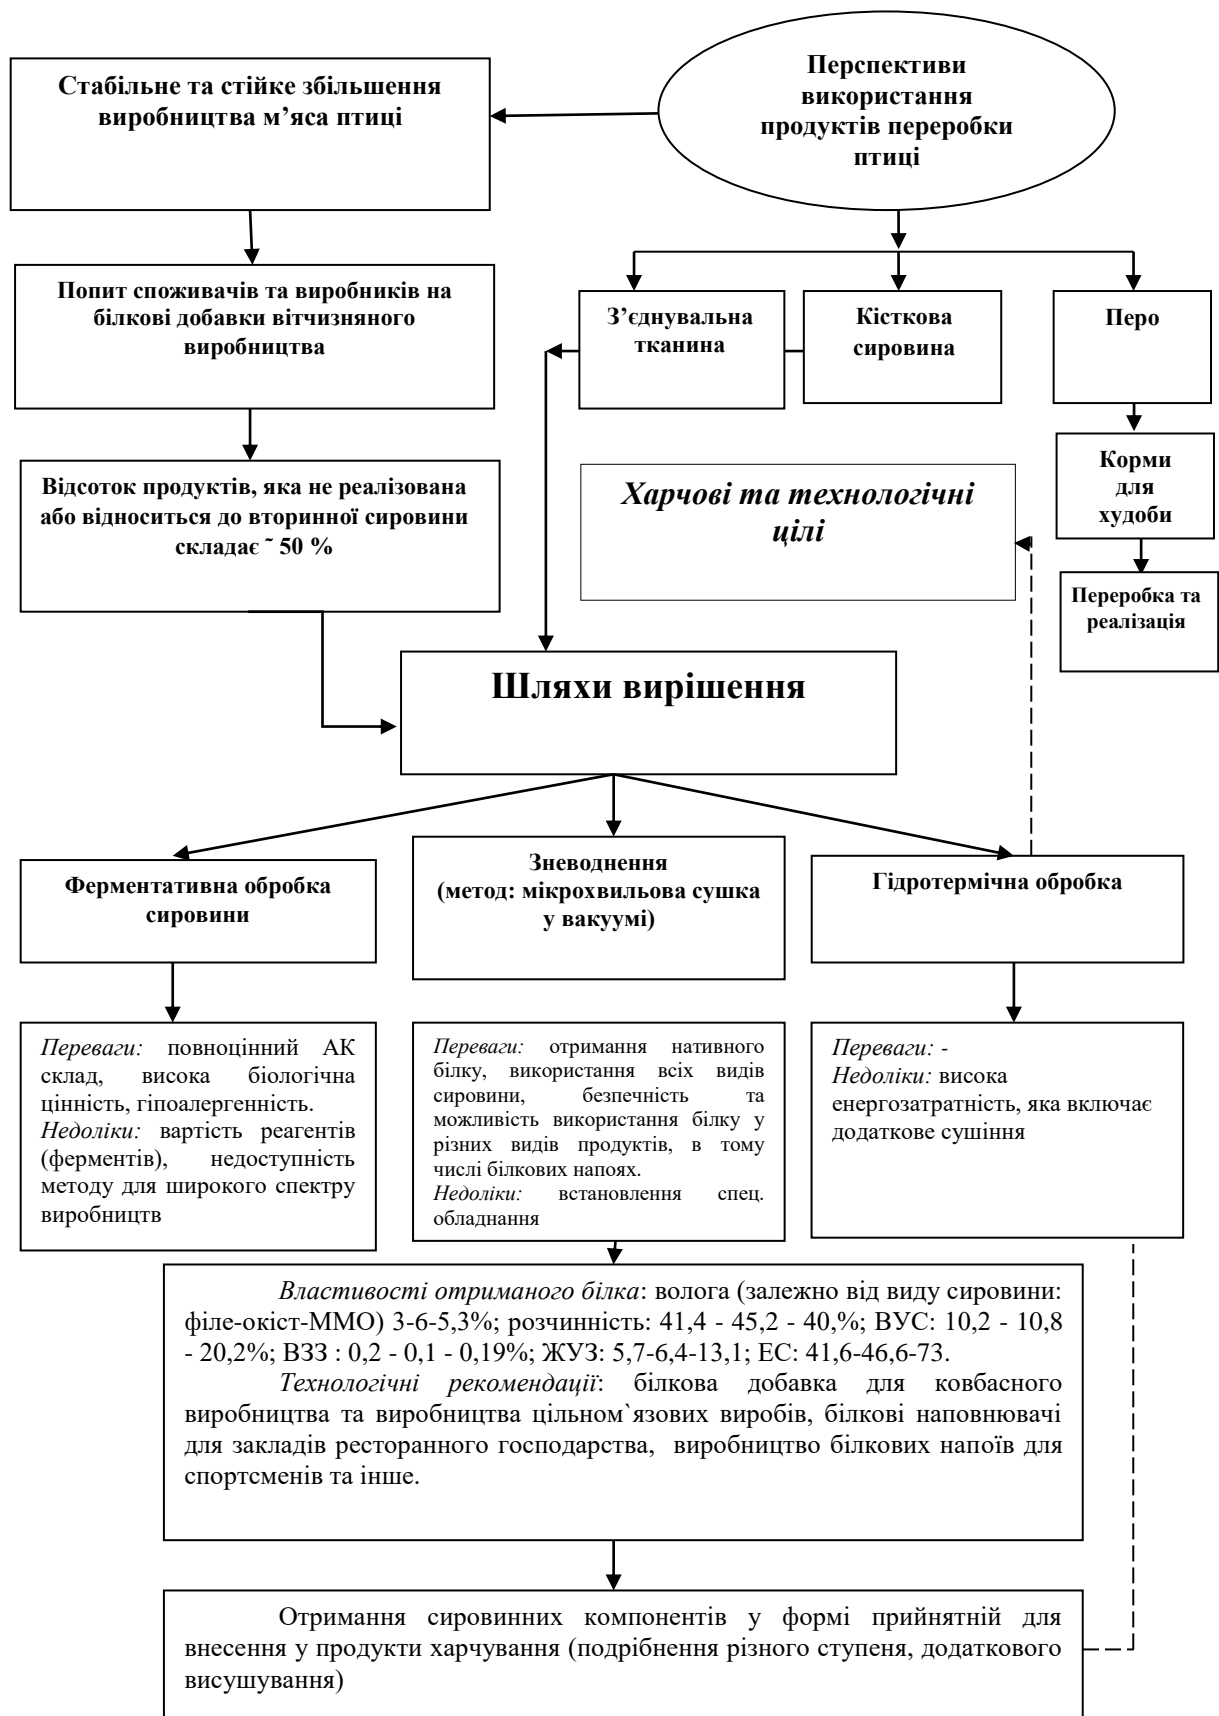 Перспективи
використання
продуктів переробки
птиці
Стабільне та стійке збільшення
виробництва м’яса птиці
Попит споживачів та виробників на
білкові добавки вітчизняного
виробництва
З’єднувальна
тканина
Кісткова
сировина
Перо
Відсоток продуктів, яка не реалізована
або відноситься до вторинної сировини
складає ˜ 50 %
Харчові та технологічні
цілі
Корми
для
худоби
Переробка та
реалізація
Шляхи вирішення
Ферментативна обробка
сировини
Зневоднення
(метод: мікрохвильова сушка
у вакуумі)
Гідротермічна обробка
Переваги: повноцінний АК
склад, висока біологічна
цінність, гіпоалергенність.
Недоліки: вартість реагентів
(ферментів), недоступність
методу для широкого спектру
виробництв
Переваги: отримання нативного
білку, використання всіх видів
сировини, безпечність та
можливість використання білку у
різних видів продуктів, в тому
числі білкових напоях.
Недоліки: встановлення спец.
обладнання
Переваги: -
Недоліки: висока
енергозатратність, яка включає
додаткове сушіння
Властивості отриманого білка: волога (залежно від виду сировини:
філе-окіст-ММО) 3-6-5,3%; розчинність: 41,4 - 45,2 - 40,%; ВУС: 10,2 - 10,8
- 20,2%; ВЗЗ : 0,2 - 0,1 - 0,19%; ЖУЗ: 5,7-6,4-13,1; ЕС: 41,6-46,6-73.
Технологічні рекомендації: білкова добавка для ковбасного
виробництва та виробництва цільном`язових виробів, білкові наповнювачі
для закладів ресторанного господарства, виробництво білкових напоїв для
спортсменів та інше.
Отримання сировинних компонентів у формі прийнятній для
внесення у продукти харчування (подрібнення різного ступеня, додаткового
висушування)